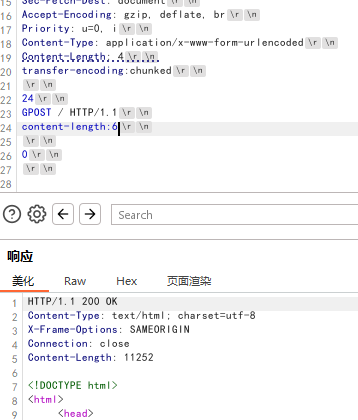 15 Sec-Fetch-Dest: document \r \n
16 Accept-Encoding: gzip, deflate, br \r \n
17 Priority: u=0, i \r \n
18 Content-Type: application/x-www-form-urlencoded \r \n
19 Content-Length: 4 \r \n
20 transfer-encoding:chunked \r \n
21 \r \n
22 24 \r \n
23 GPOST / HTTP/1.1 \r \n
24 content-length:6 \r \n
25 \r \n
26 0 \r \n
27 \r \n
28
Search
响应
美化 Raw Hex 页面渲染
1 HTTP/1.1 200 OK
2 Content-Type: text/html; charset=utf-8
3 X-Frame-Options: SAMEORIGIN
4 Connection: close
5 Content-Length: 11252
6
7 <!DOCTYPE html>
8 <html>
9 <head>